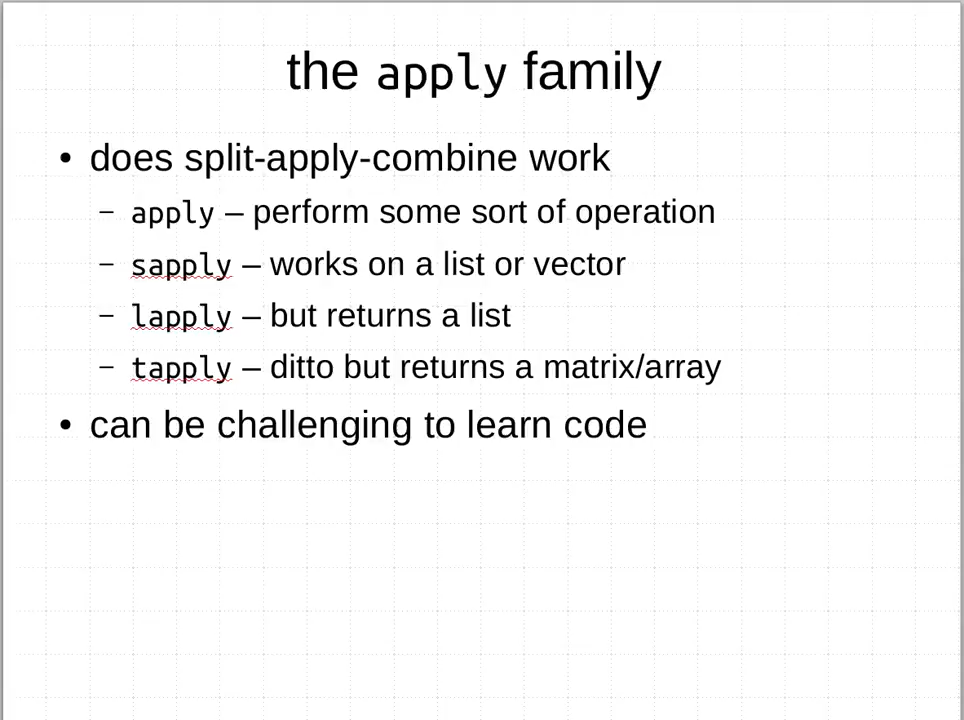 the apply family
• does split-apply-combine work
– apply – perform some sort of operation
– sapply – works on a list or vector
– lapply – but returns a list
– tapply – ditto but returns a matrix/array
• can be challenging to learn code